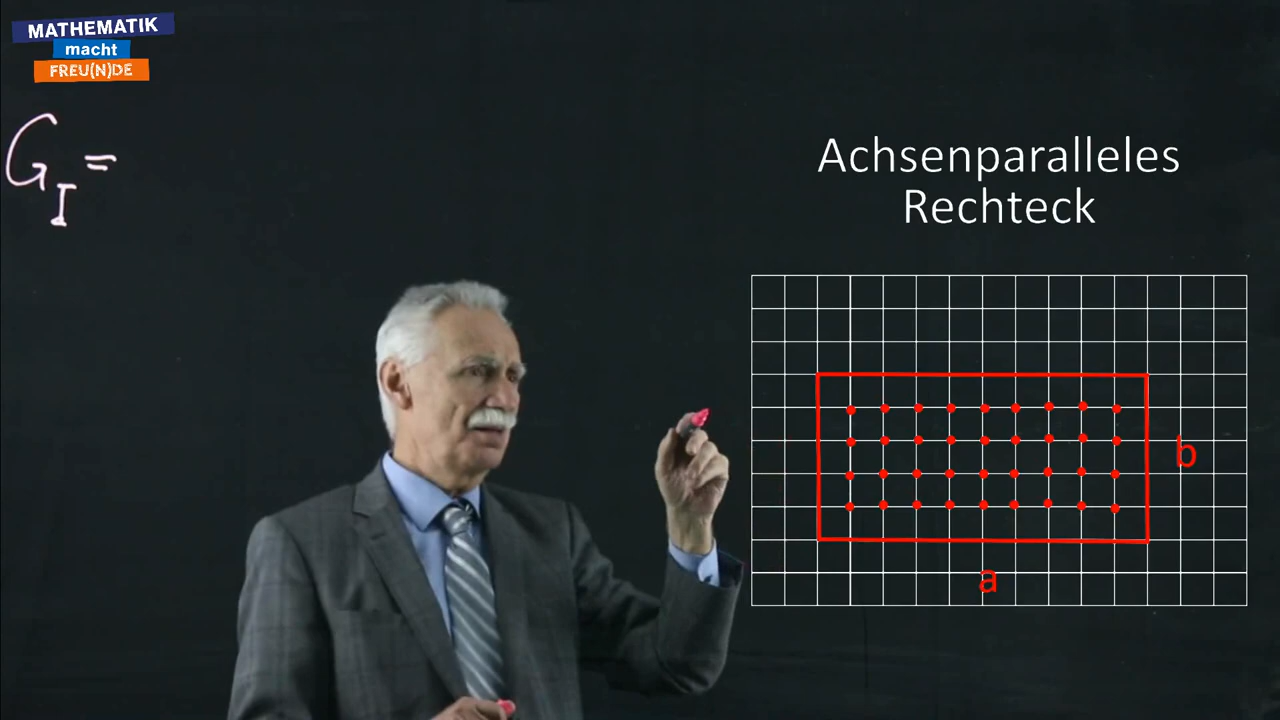 MATHEMATIK
macht
FREU(N)DE
G_I =
Achsenparalleles
Rechteck
b
a